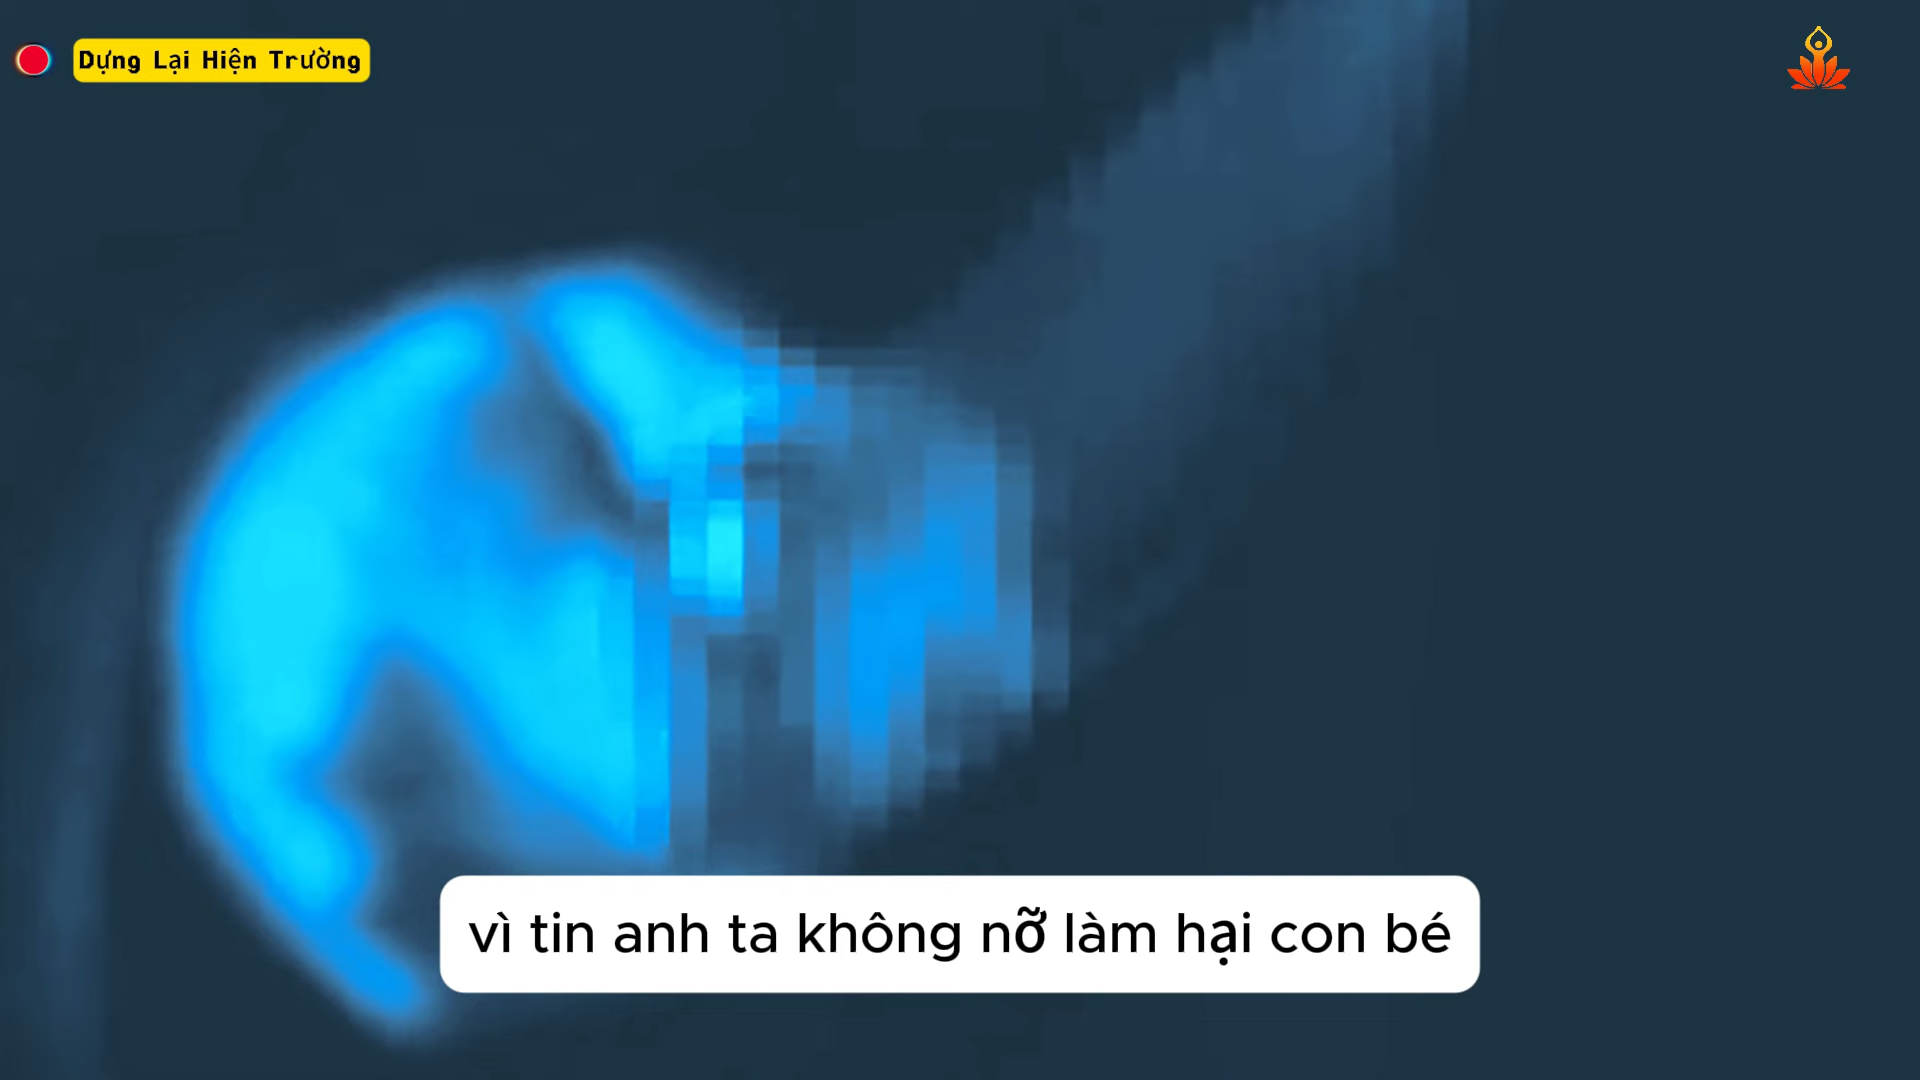 Dựng Lại Hiện Trường
vì tin anh ta không nỡ làm hại con bé